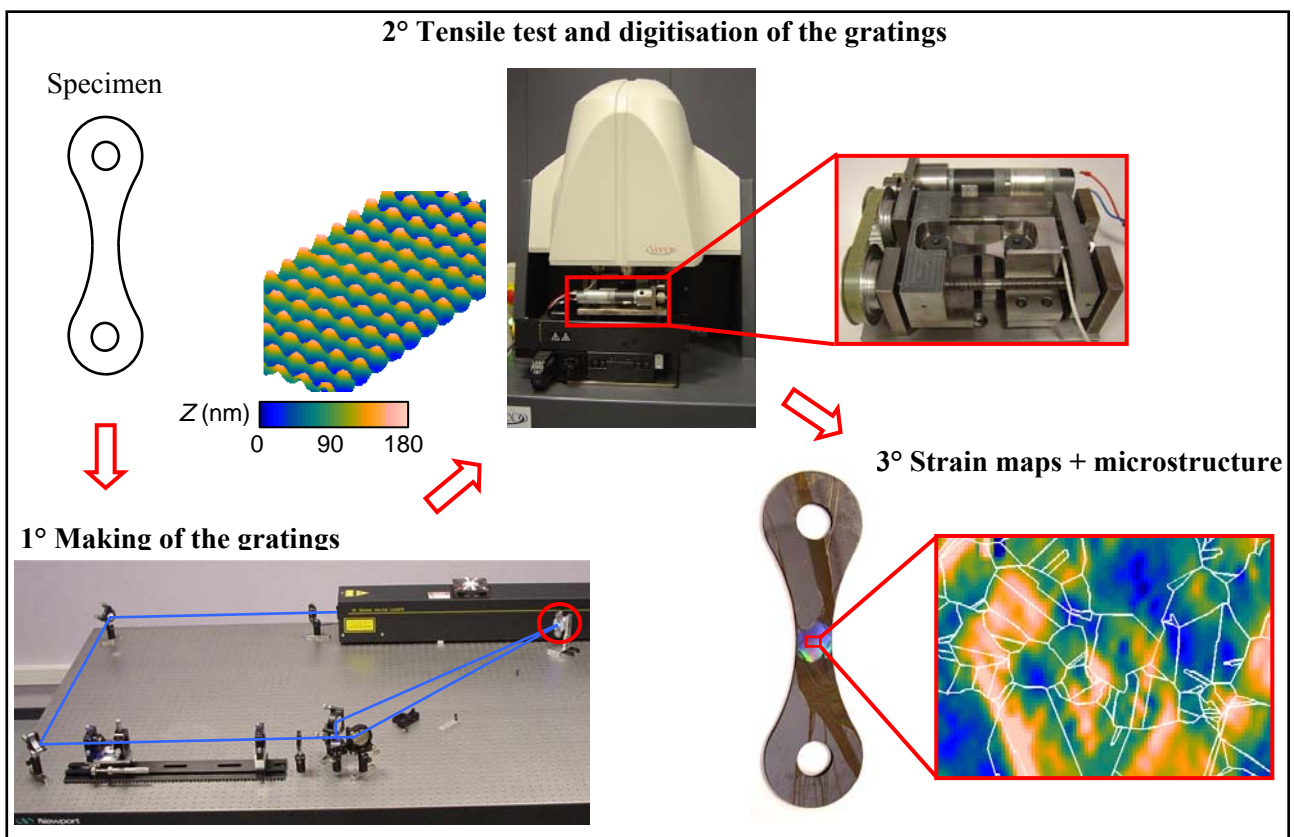 2° Tensile test and digitisation of the gratings
Specimen
Z (nm)
0 90 180
3° Strain maps + microstructure
1° Making of the gratings
Newport